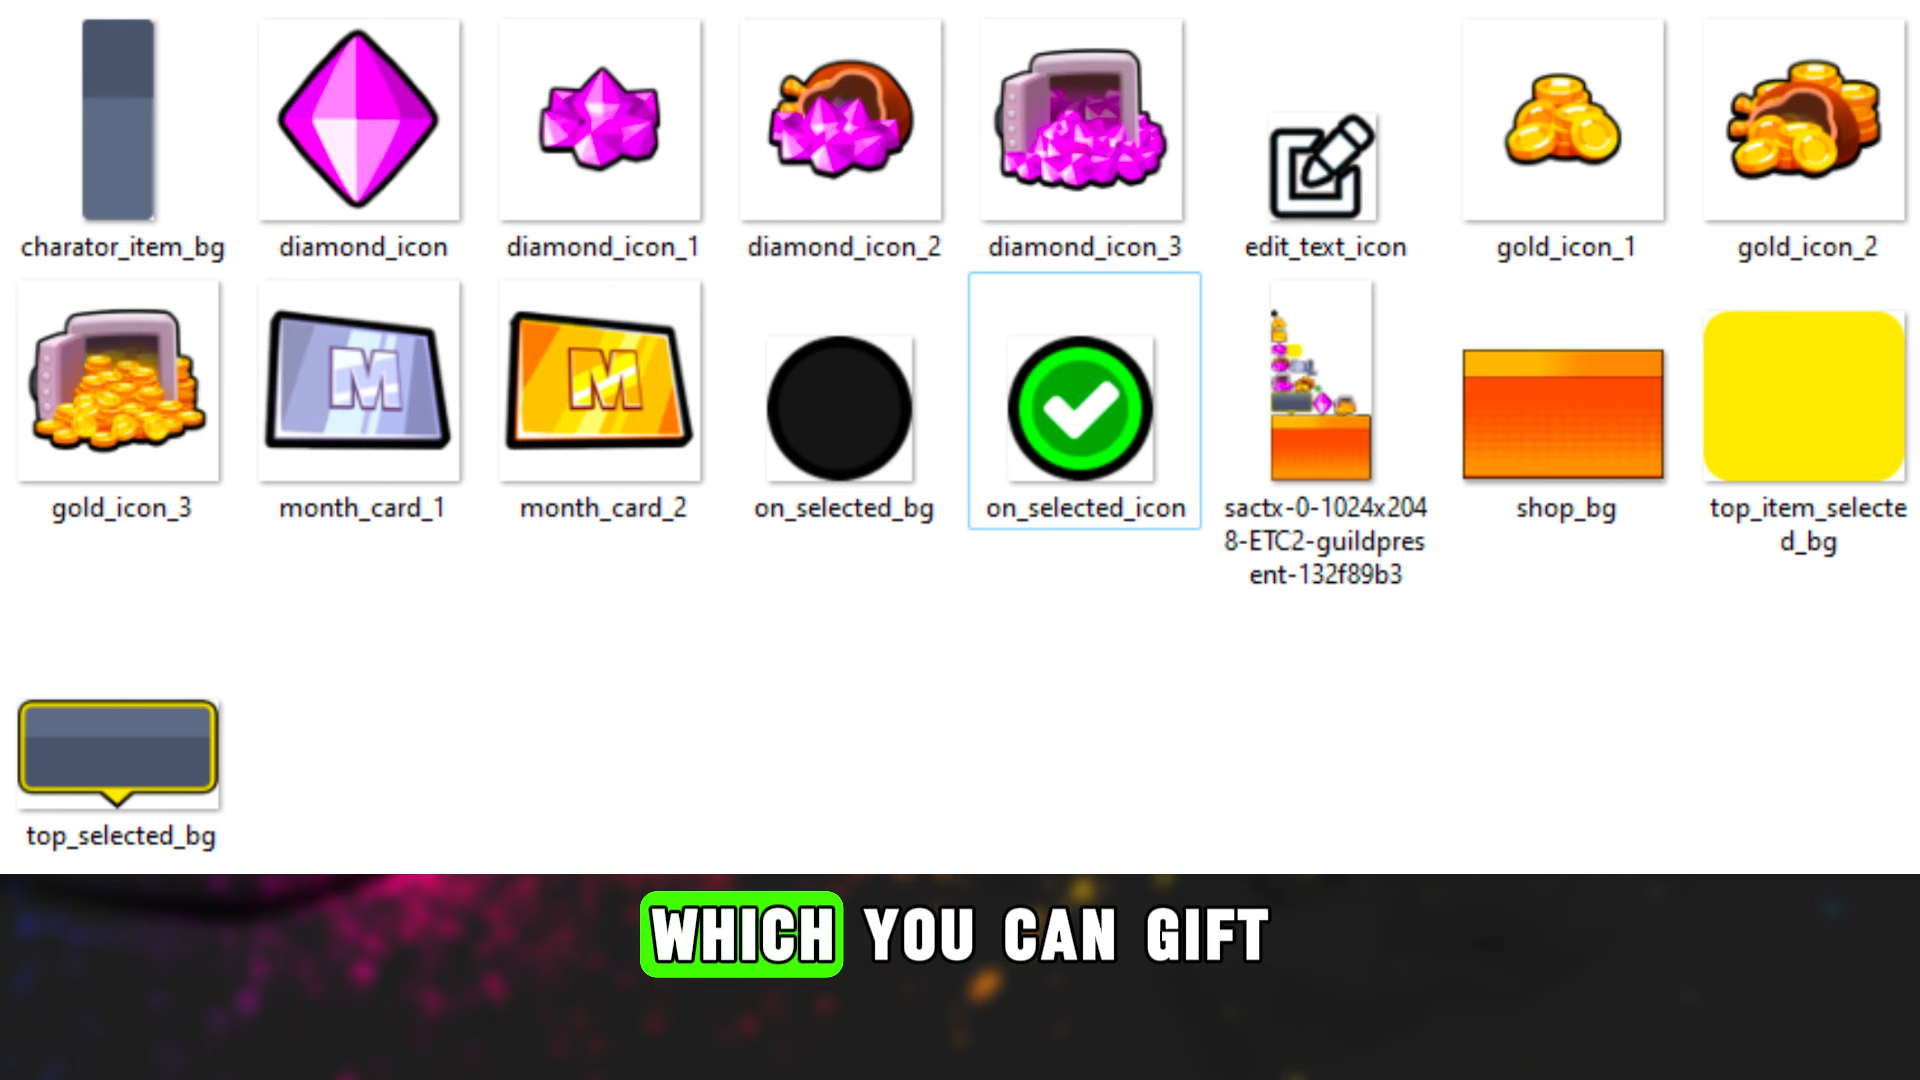 charator_item_bg
diamond_icon
diamond_icon_1
diamond_icon_2
diamond_icon_3
edit_text_icon
gold_icon_1
gold_icon_2
M
M
gold_icon_3
month_card_1
month_card_2
on_selected_bg
on_selected_icon
sactx-0-1024x204
8-ETC2-guildpres
ent-132f89b3
shop_bg
top_item_selecte
d_bg
top_selected_bg
WHICH YOU CAN GIFT